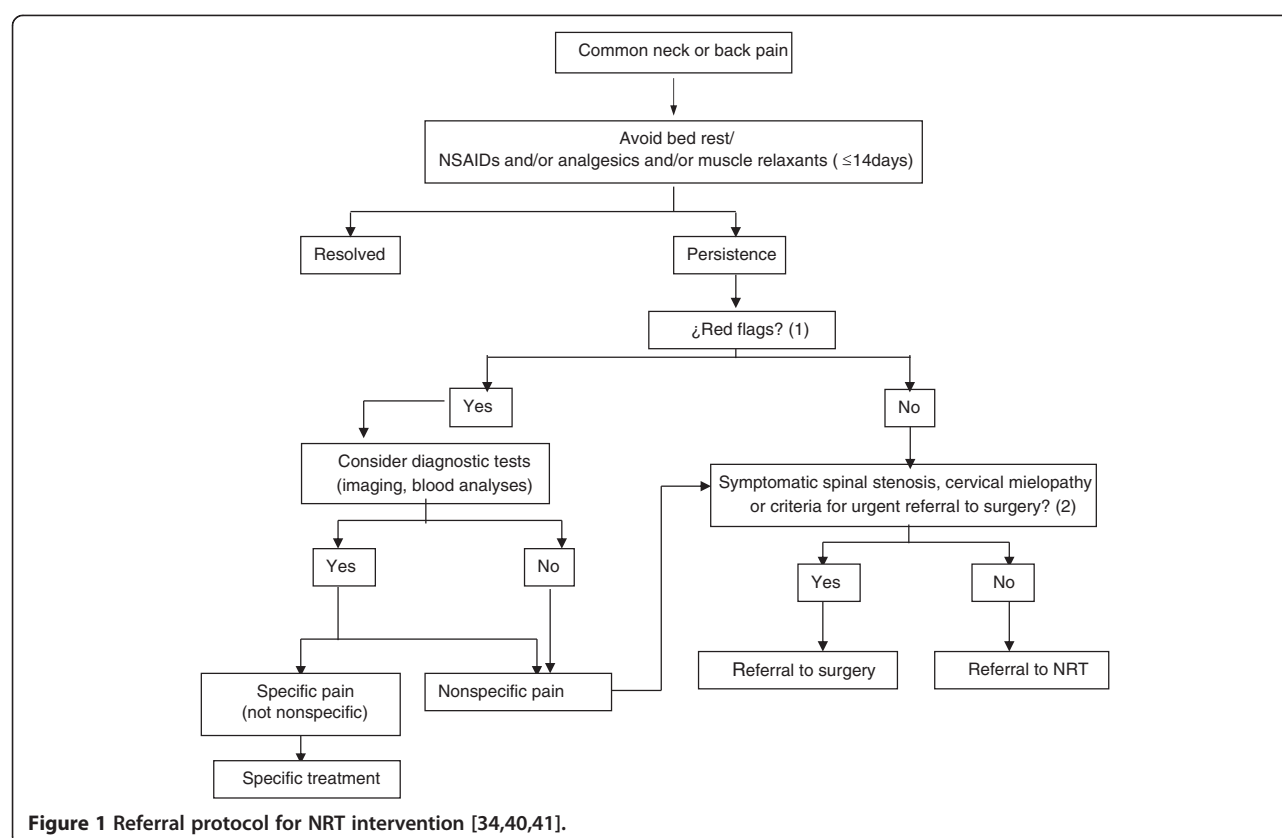 Common neck or back pain
Avoid bed rest/
NSAIDs and/or analgesics and/or muscle relaxants ( ≤14days)
Resolved
Persistence
¿Red flags? (1)
Yes
No
Consider diagnostic tests
(imaging, blood analyses)
Symptomatic spinal stenosis, cervical mielopathy
or criteria for urgent referral to surgery? (2)
Yes
No
Yes
No
Specific pain
(not nonspecific)
Nonspecific pain
Referral to surgery
Referral to NRT
Specific treatment
Figure 1 Referral protocol for NRT intervention [34,40,41].